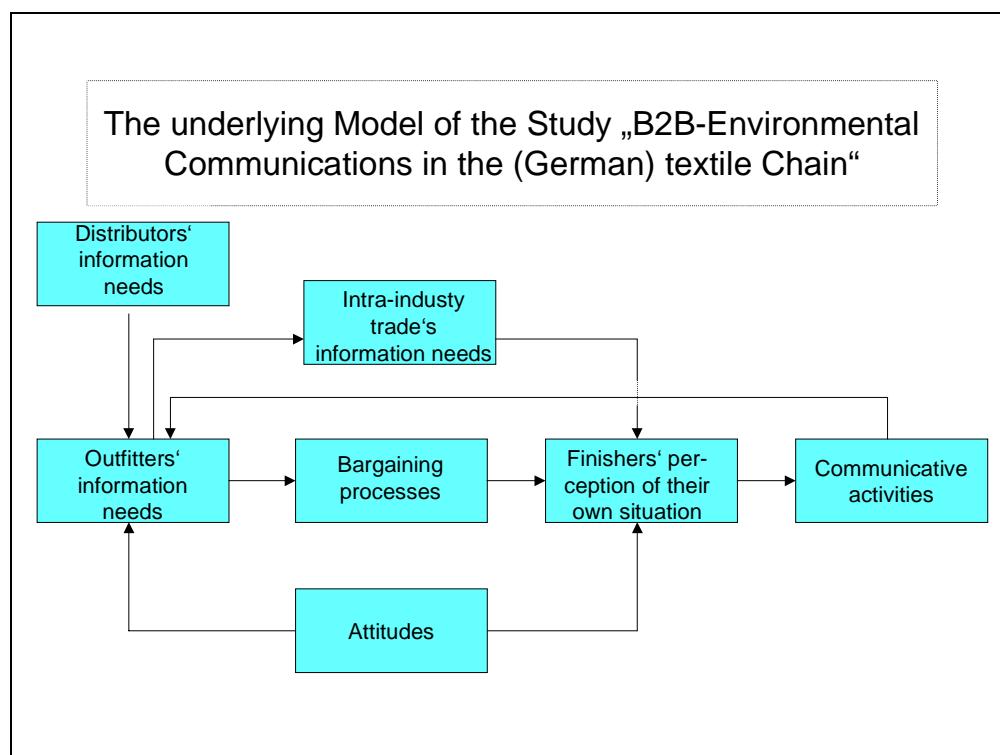 The underlying Model of the Study „B2B-Environmental
Communications in the (German) textile Chain“
Distributors‘
information
needs
Intra-industy
trade‘s
information needs
Outfitters‘
information
needs
Bargaining
processes
Finishers‘ per-
ception of their
own situation
Communicative
activities
Attitudes